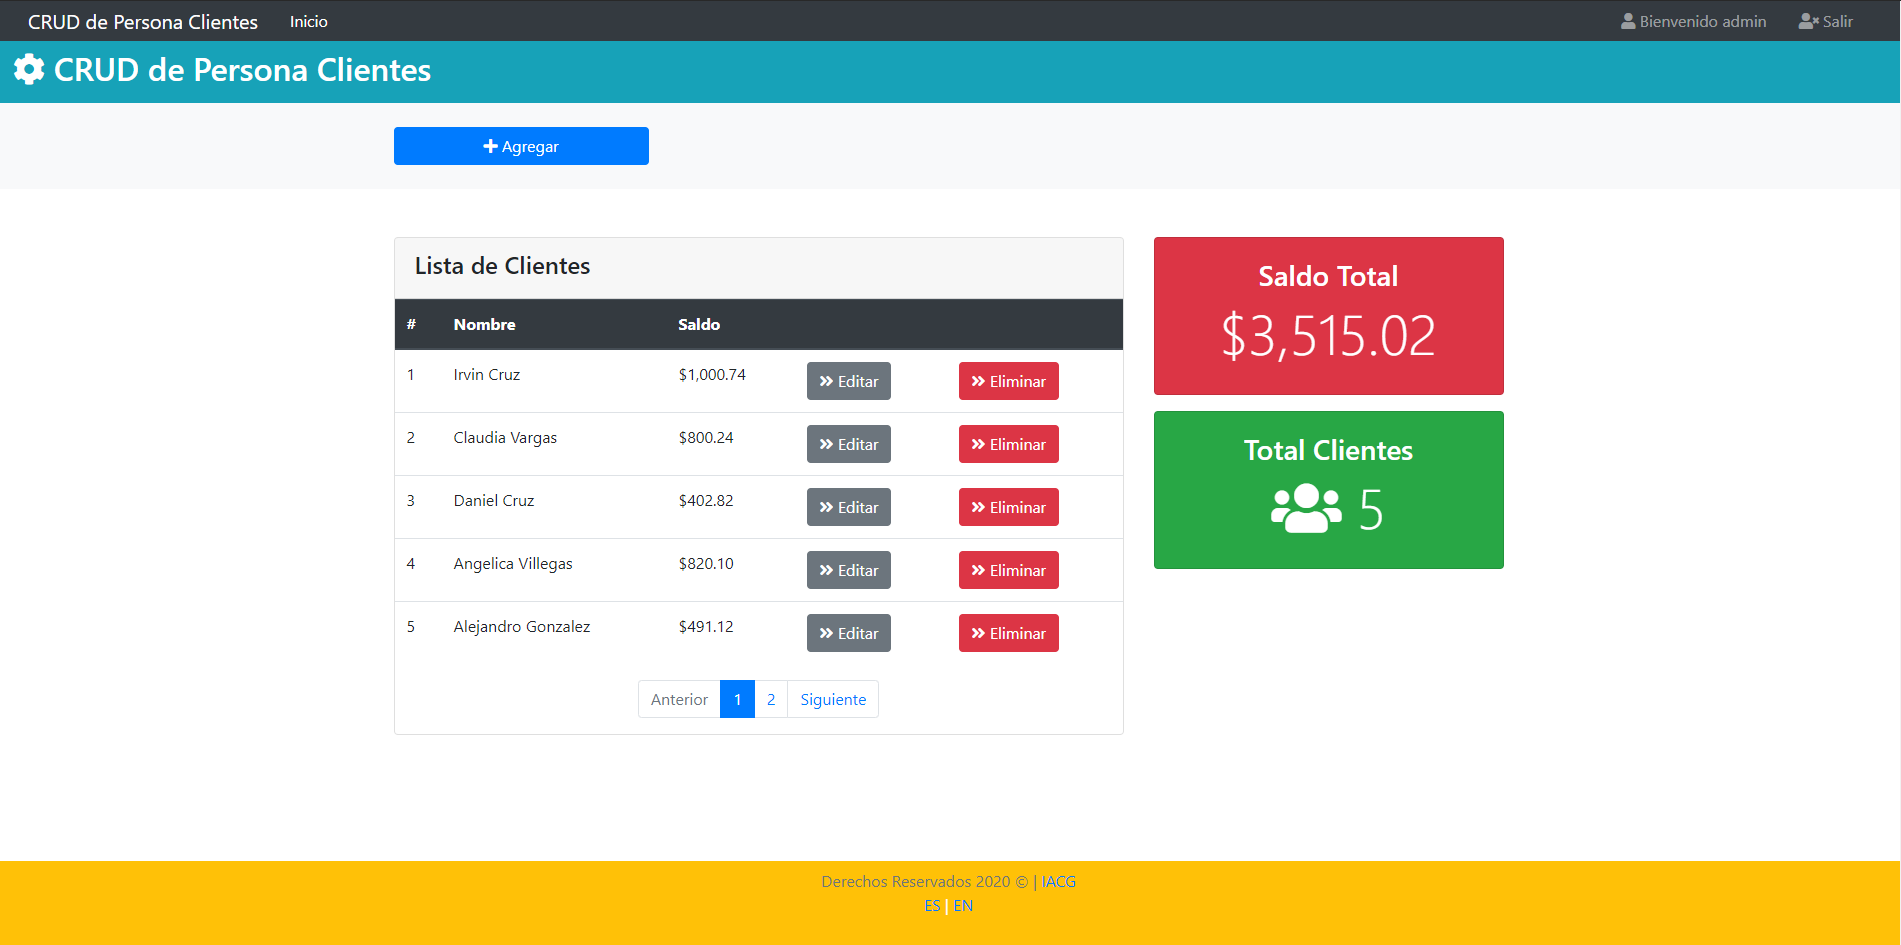 CRUD de Persona Clientes Inicio Bienvenido admin Salir
CRUD de Persona Clientes
Agregar
Lista de Clientes
# Nombre Saldo
1 Irvin Cruz $1,000.74 Editar Eliminar
2 Claudia Vargas $800.24 Editar Eliminar
3 Daniel Cruz $402.82 Editar Eliminar
4 Angelica Villegas $820.10 Editar Eliminar
5 Alejandro Gonzalez $491.12 Editar Eliminar
Anterior 1 2 Siguiente
Saldo Total
$3,515.02
Total Clientes
5
Derechos Reservados 2020 © | IACG
ES | EN